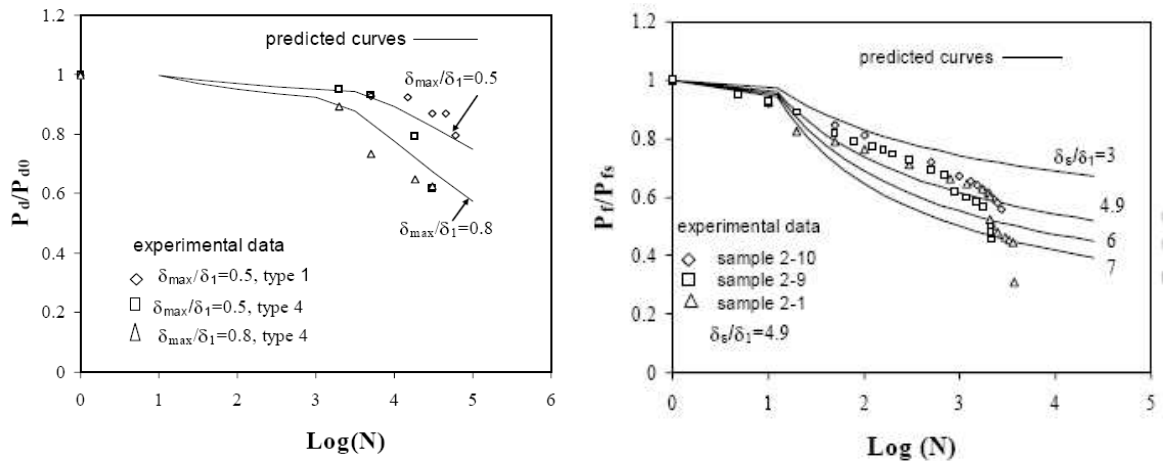 1.2
1
0.8
0.6
0.4
0.2
0
P_d/P_d0
predicted curves
δ_max/δ_1=0.5
δ_max/δ_1=0.8
experimental data
δ_max/δ_1=0.5, type 1
δ_max/δ_1=0.5, type 4
δ_max/δ_1=0.8, type 4
0 1 2 3 4 5 6
Log(N)
1.2
1
0.8
0.6
0.4
0.2
0
P_f/P_fs
predicted curves
δ_s/δ_1=3
4.9
6
7
experimental data
sample 2-10
sample 2-9
sample 2-1
δ_s/δ_1=4.9
0 1 2 3 4 5
Log (N)